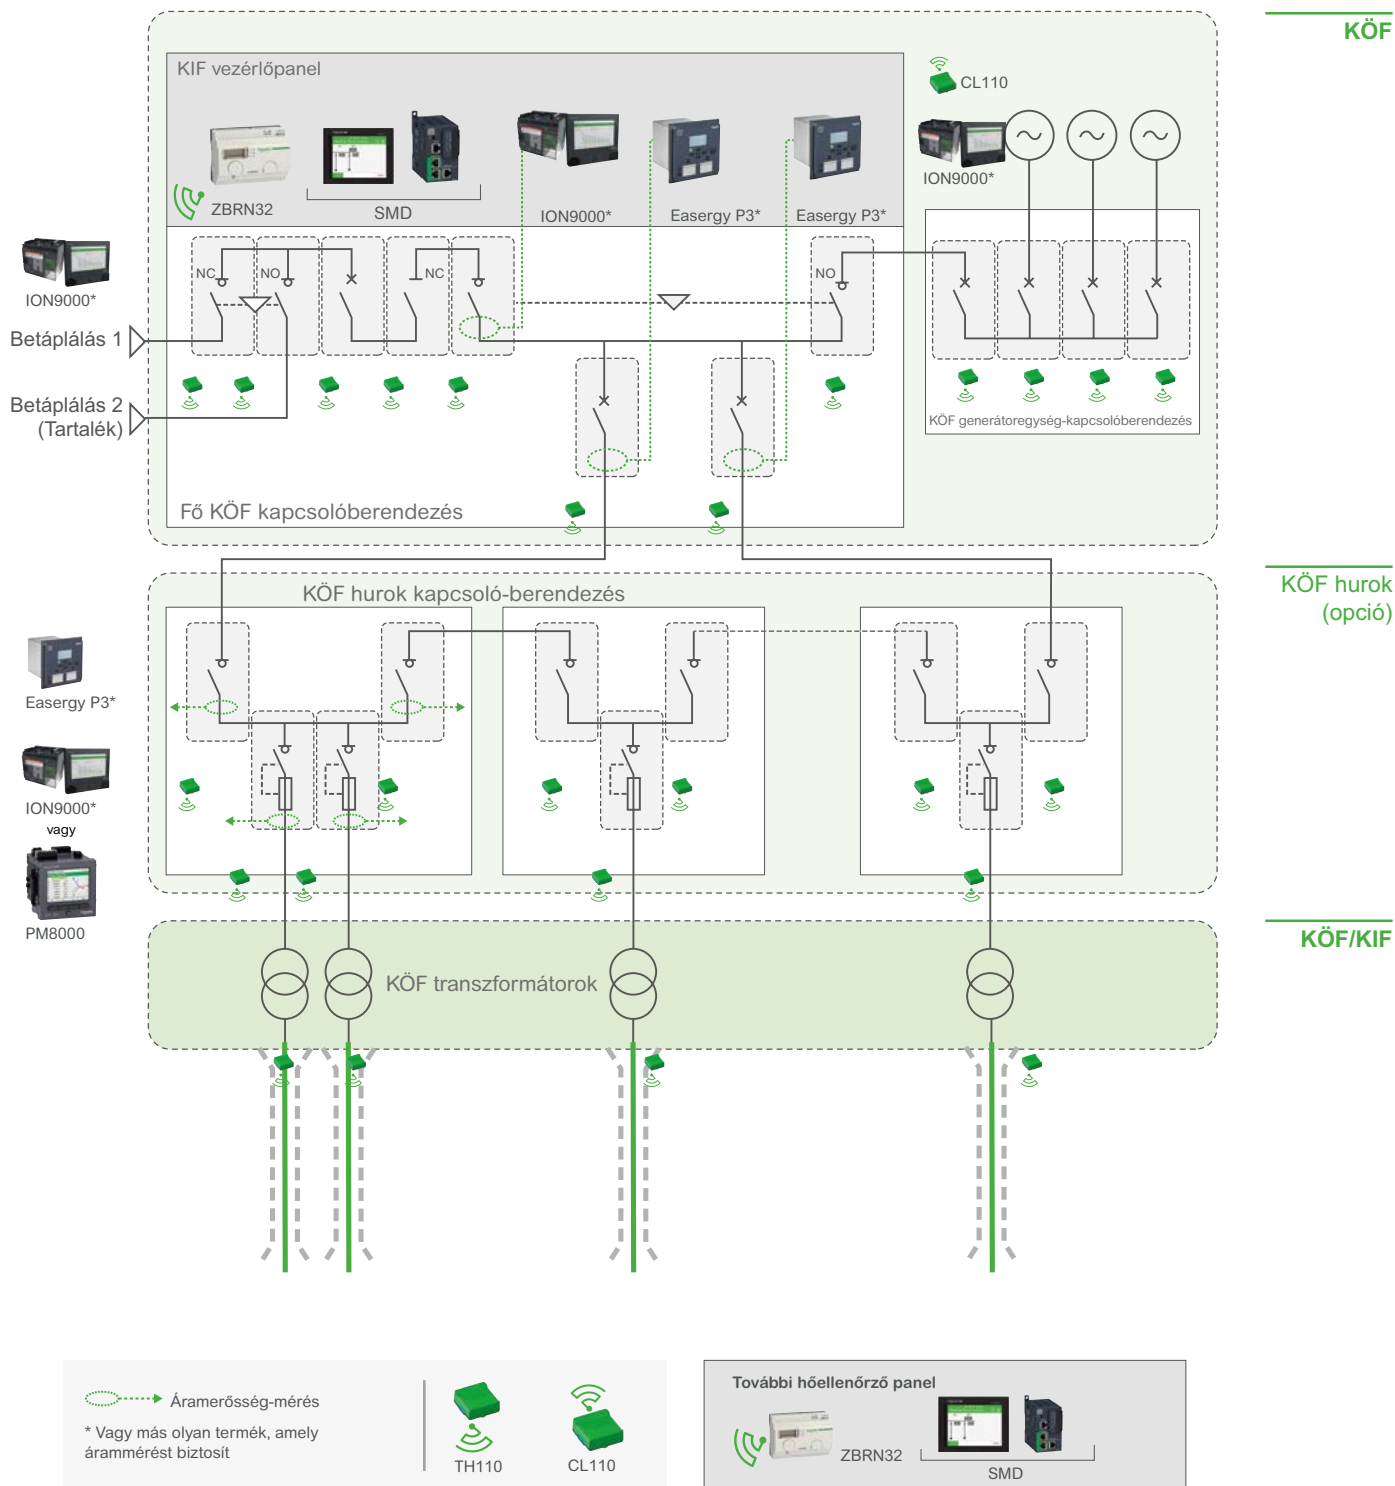 KÖF
KIF vezérlőpanel
CL110
ZBRN32
SMD
ION9000*
Easergy P3*
Easergy P3*
ION9000*
ION9000*
NC
NO
NC
NO
Betáplálás 1
Betáplálás 2
(Tartalék)
KÖF generátoregység-kapcsolóberendezés
Fő KÖF kapcsolóberendezés
KÖF hurok
(opció)
KÖF hurok kapcsoló-berendezés
Easergy P3*
ION9000*
vagy
PM8000
KÖF/KIF
KÖF transzformátorok
Áramerősség-mérés
* Vagy más olyan termék, amely
árammérést biztosít
TH110
CL110
További hőellenőrző panel
ZBRN32
SMD